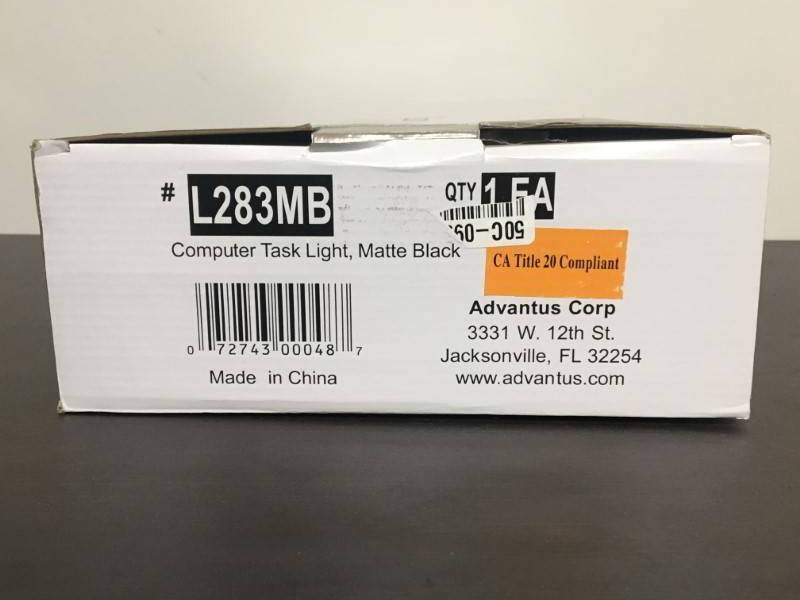 # L283MB
QTY 1 EA
50C-09
Computer Task Light, Matte Black
CA Title 20 Compliant
0 72743 00048 7
Made in China
Advantus Corp
3331 W. 12th St.
Jacksonville, FL 32254
www.advantus.com